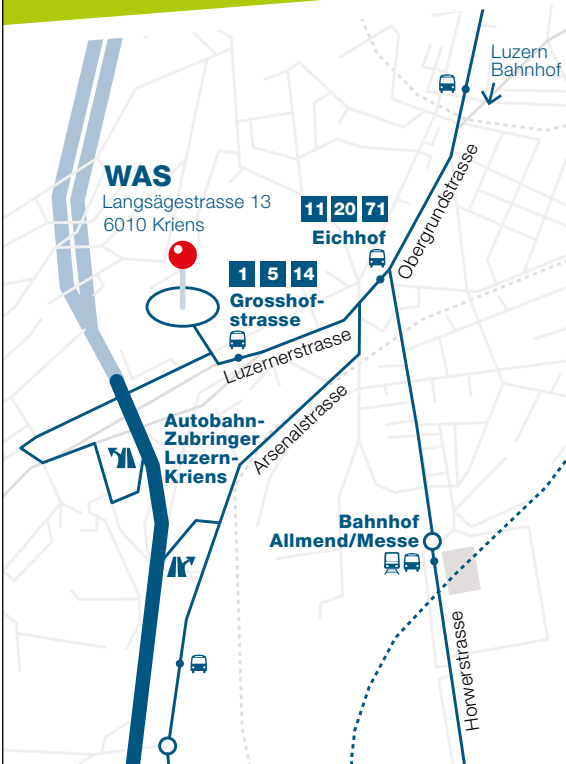 Luzern
Bahnhof
WAS
Langsägestrasse 13
6010 Kriens
11 20 71
Eichhof
Obergrundstrasse
1 5 14
Grosshof-
strasse
Luzernerstrasse
Arsenalstrasse
Autobahn-
Zubringer
Luzern-
Kriens
Bahnhof
Allmend/Messe
Horwerstrasse